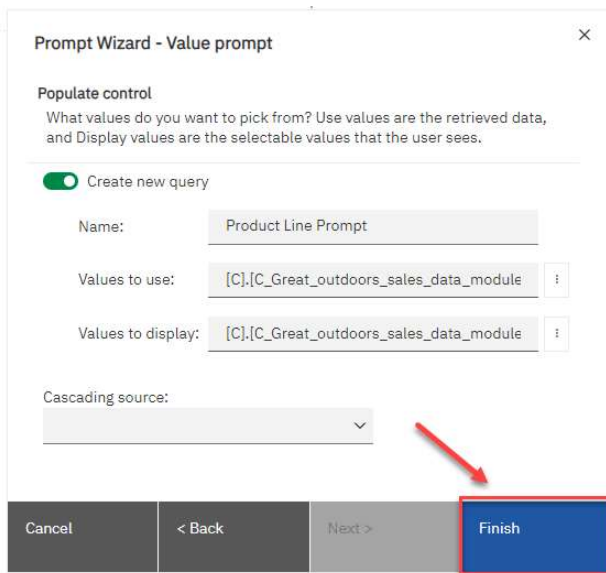 Prompt Wizard - Value prompt
Populate control
What values do you want to pick from? Use values are the retrieved data,
and Display values are the selectable values that the user sees.
Create new query
Name: Product Line Prompt
Values to use: [C].[C_Great_outdoors_sales_data_module
Values to display: [C].[C_Great_outdoors_sales_data_module
Cascading source:
Cancel < Back Next > Finish